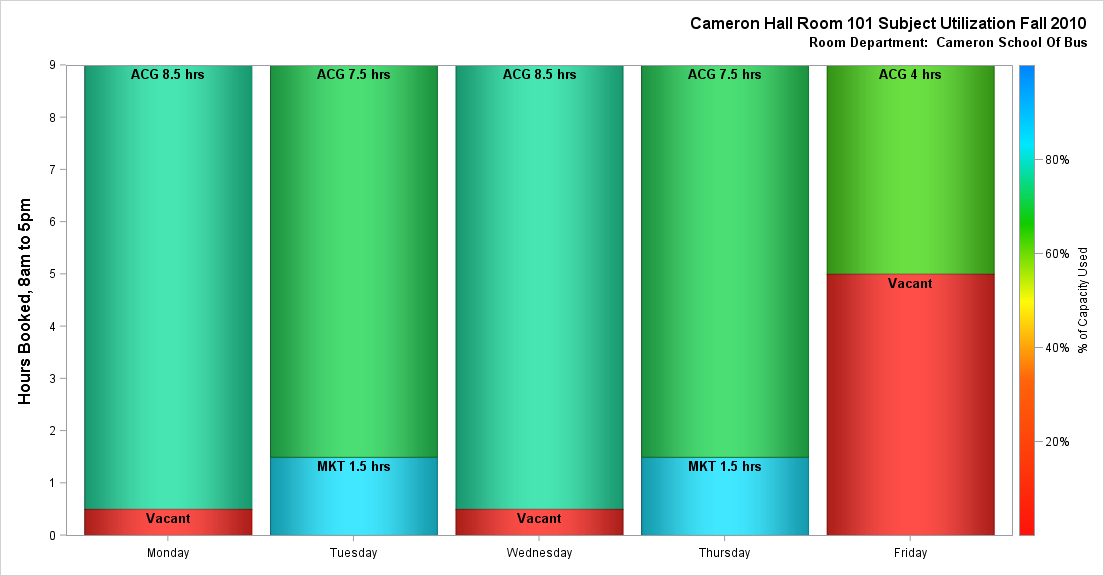 Cameron Hall Room 101 Subject Utilization Fall 2010
Room Department:  Cameron School Of Bus
Hours Booked, 8am to 5pm
9
8
7
6
5
4
3
2
1
0
ACG 8.5 hrs
Vacant
ACG 7.5 hrs
MKT 1.5 hrs
ACG 8.5 hrs
Vacant
ACG 7.5 hrs
MKT 1.5 hrs
ACG 4 hrs
Vacant
Monday
Tuesday
Wednesday
Thursday
Friday
80%
60%
40%
20%
% of Capacity Used